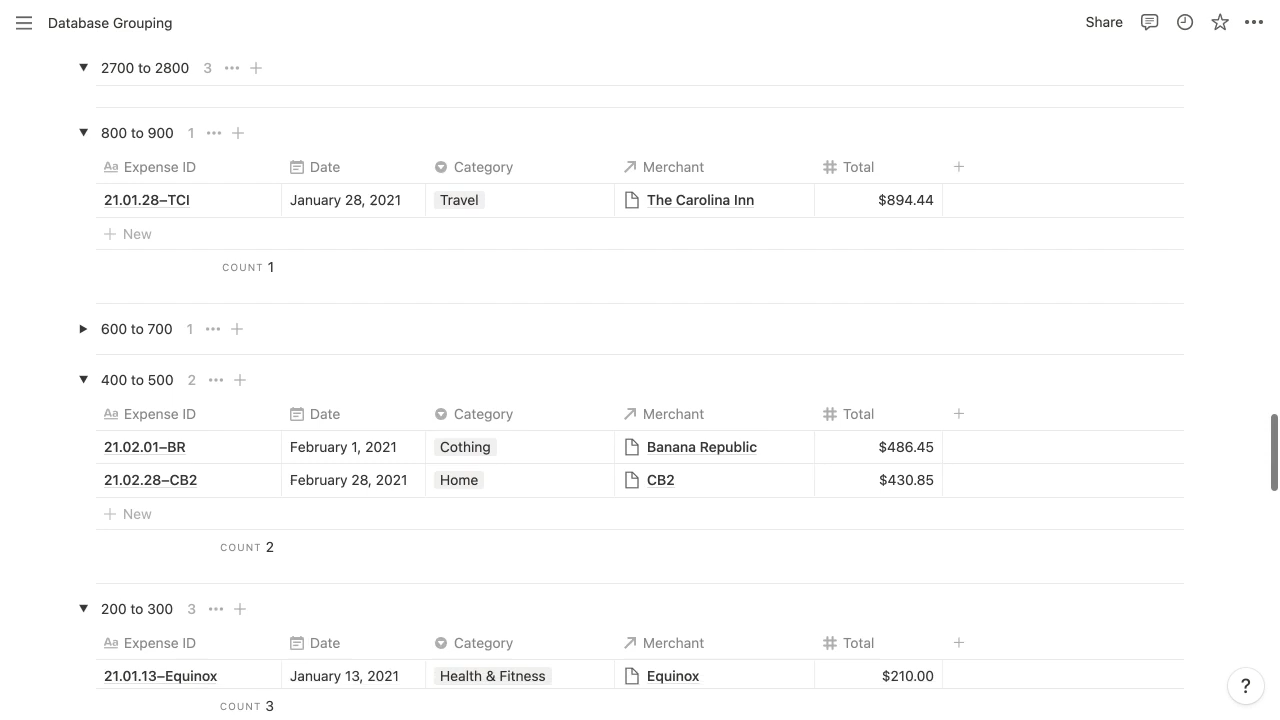 Database Grouping
Share
2700 to 2800 3
800 to 900 1
Aa Expense ID Date Category Merchant Total
21.01.28–TCI January 28, 2021 Travel The Carolina Inn $894.44
New
COUNT 1
600 to 700 1
400 to 500 2
Aa Expense ID Date Category Merchant Total
21.02.01–BR February 1, 2021 Cothing Banana Republic $486.45
21.02.28–CB2 February 28, 2021 Home CB2 $430.85
New
COUNT 2
200 to 300 3
Aa Expense ID Date Category Merchant Total
21.01.13–Equinox January 13, 2021 Health & Fitness Equinox $210.00
COUNT 3
?